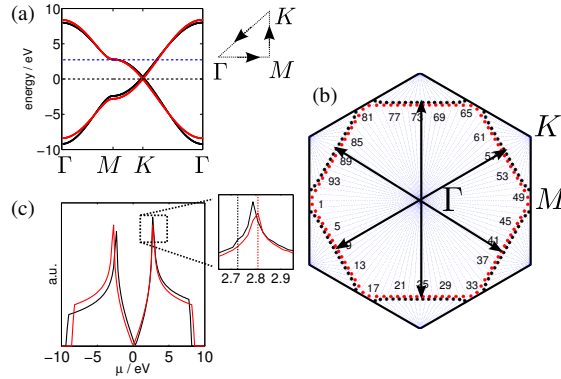 (a)
10
5
0
−5
−10
energy / eV
Γ M K Γ
K
Γ M
(b)
81 77 73 69 65
85 61
89 57
93 53
1 49
5 45
9 41
13 37
17 21 25 29 33
Γ
K
M
(c)
a.u.
−10 −5 0 5 10
μ / eV
2.7 2.8 2.9